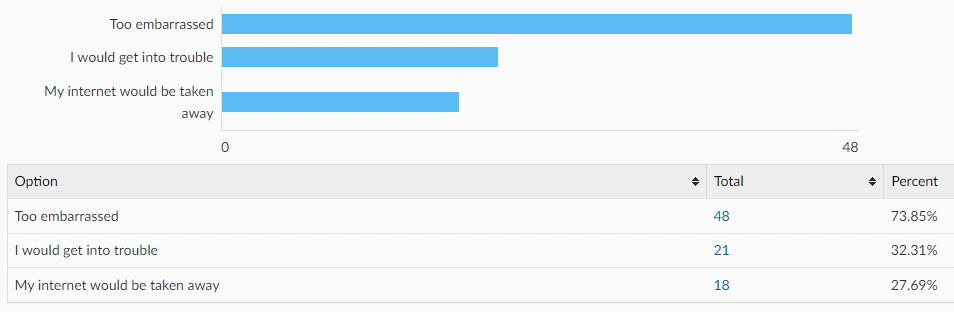 Too embarrassed
I would get into trouble
My internet would be taken
away
0 48
Option Total Percent
Too embarrassed 48 73.85%
I would get into trouble 21 32.31%
My internet would be taken away 18 27.69%